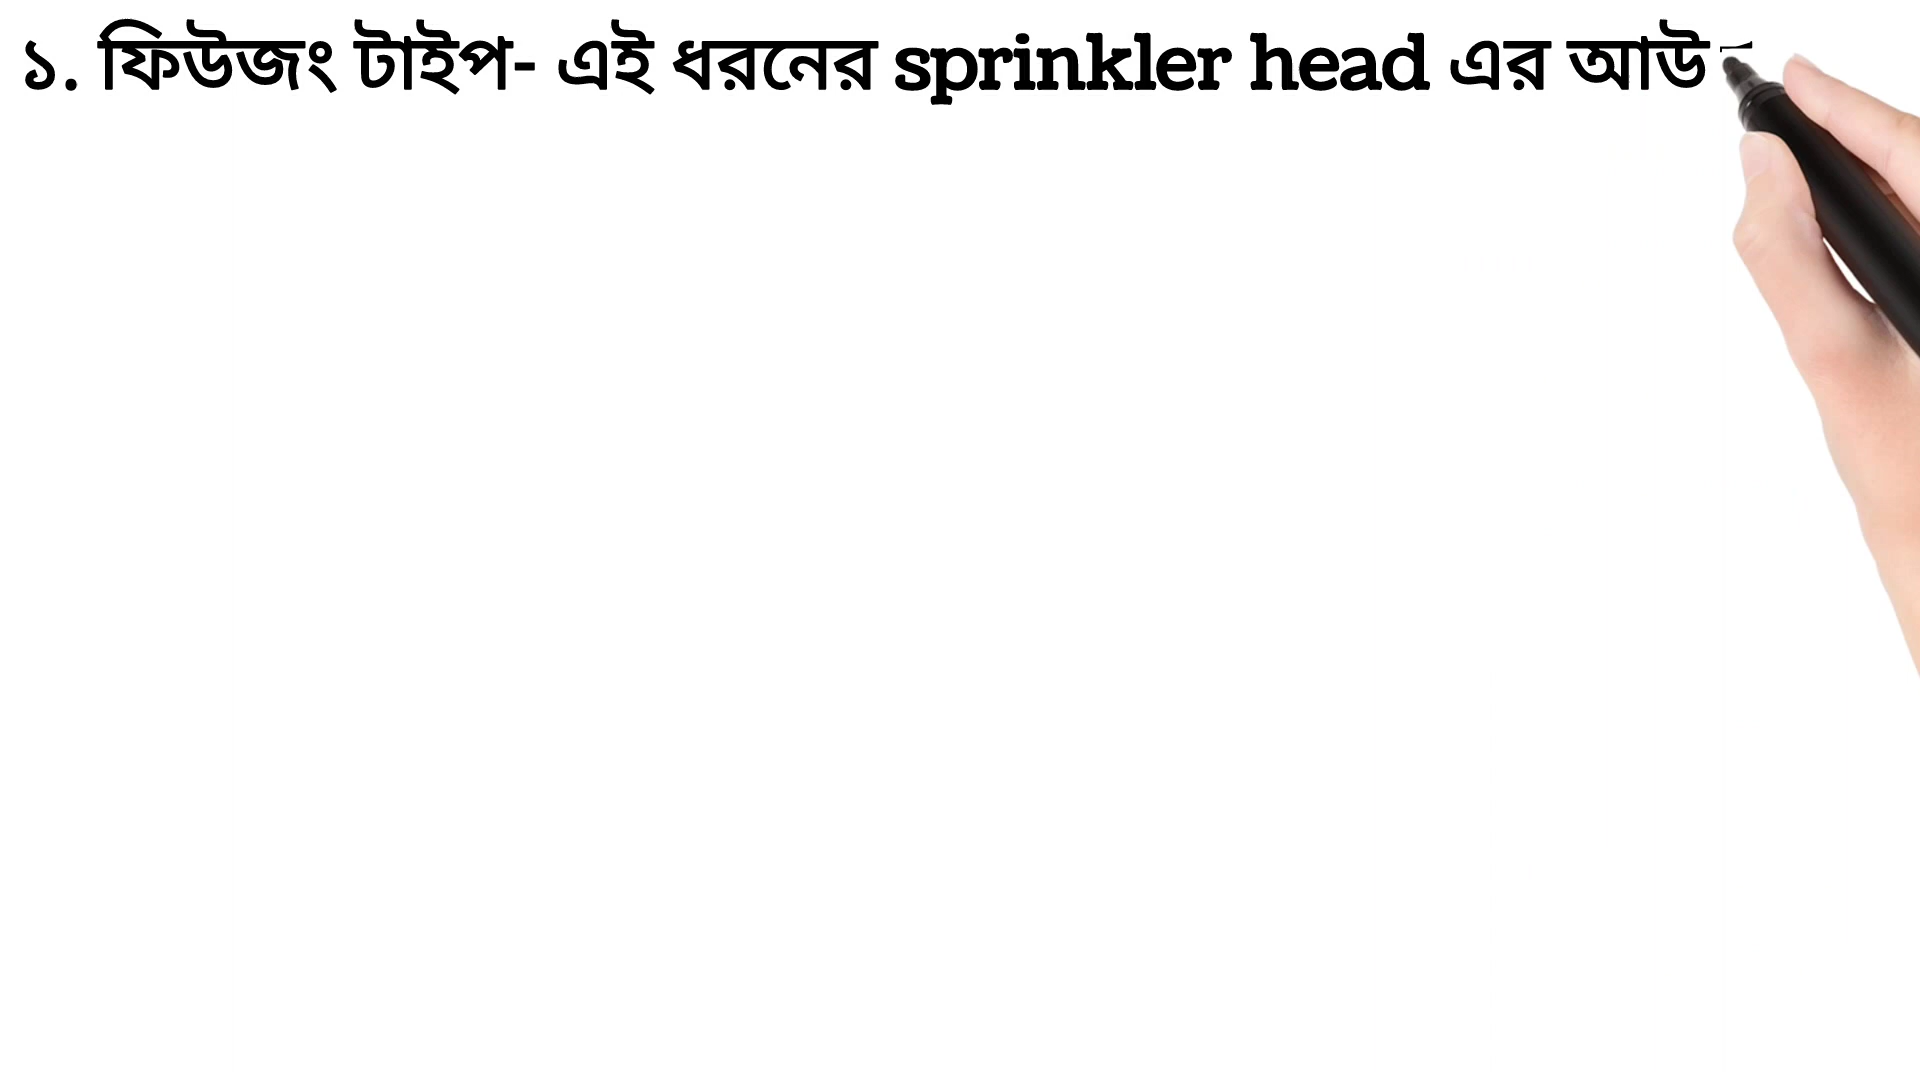 ১. ফিউজং টাইপ- এই ধরনের sprinkler head এর আউ